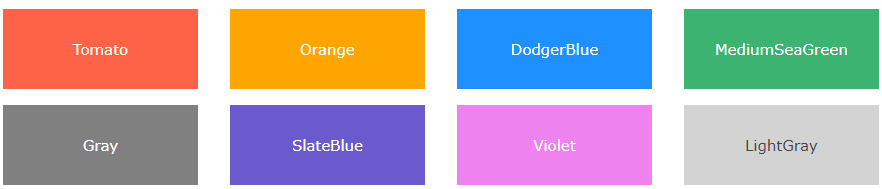 Tomato
Orange
DodgerBlue
MediumSeaGreen
Gray
SlateBlue
Violet
LightGray